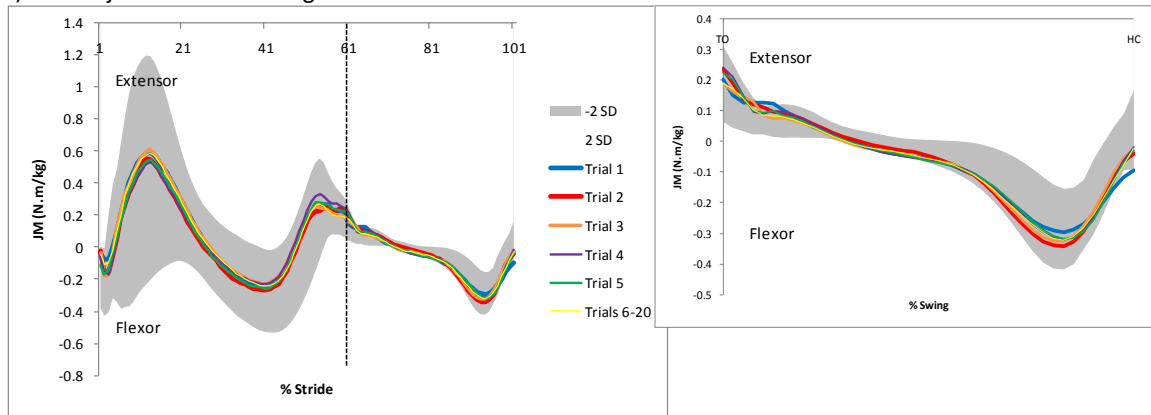 1.4
1.2
1
0.8
0.6
0.4
0.2
0
-0.2
-0.4
-0.6
-0.8
1 21 41 61 81 101
Extensor
Flexor
JM (N.m/kg)
% Stride
-2 SD
2 SD
Trial 1
Trial 2
Trial 3
Trial 4
Trial 5
Trials 6-20
0.4
0.3
0.2
0.1
0
-0.1
-0.2
-0.3
-0.4
-0.5
TO HC
Extensor
Flexor
JM (N.m/kg)
% Swing